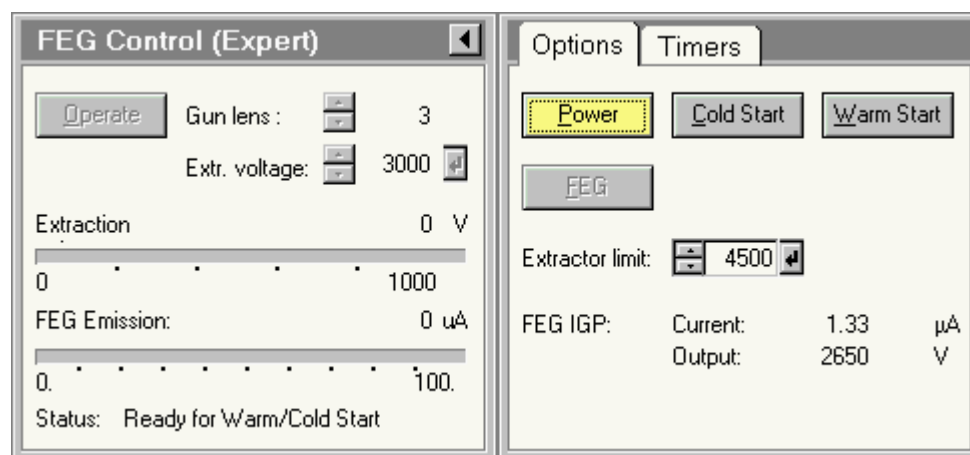 FEG Control (Expert)
Operate
Gun lens : 3
Extr. voltage: 3000
Extraction 0 V
0 1000
FEG Emission: 0 uA
0. 100.
Status: Ready for Warm/Cold Start
Options Timers
Power Cold Start Warm Start
FEG
Extractor limit: 4500
FEG IGP: Current: 1.33 µA
Output: 2650 V